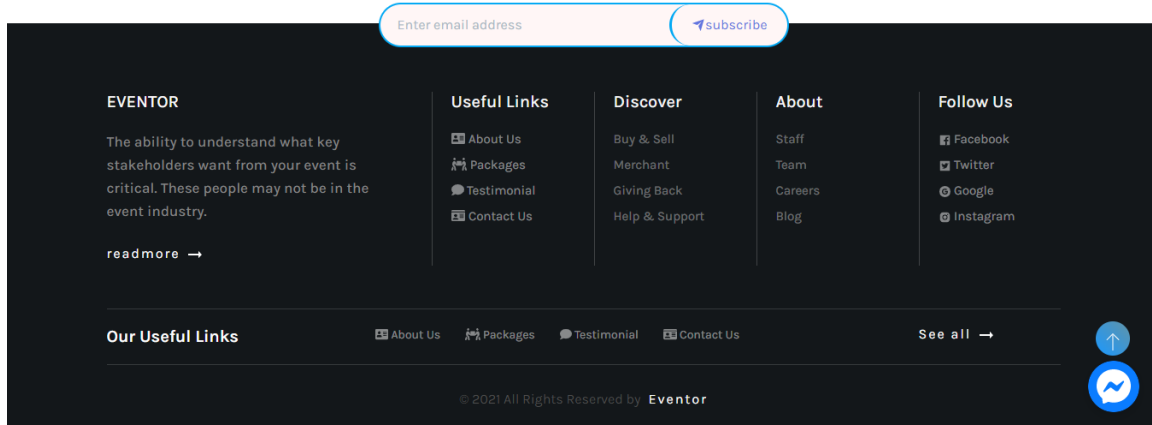 Enter email address
subscribe
EVENTOR
The ability to understand what key
stakeholders want from your event is
critical. These people may not be in the
event industry.
readmore
Useful Links
About Us
Packages
Testimonial
Contact Us
Discover
Buy & Sell
Merchant
Giving Back
Help & Support
About
Staff
Team
Careers
Blog
Follow Us
Facebook
Twitter
Google
Instagram
Our Useful Links
About Us
Packages
Testimonial
Contact Us
See all
© 2021 All Rights Reserved by Eventor